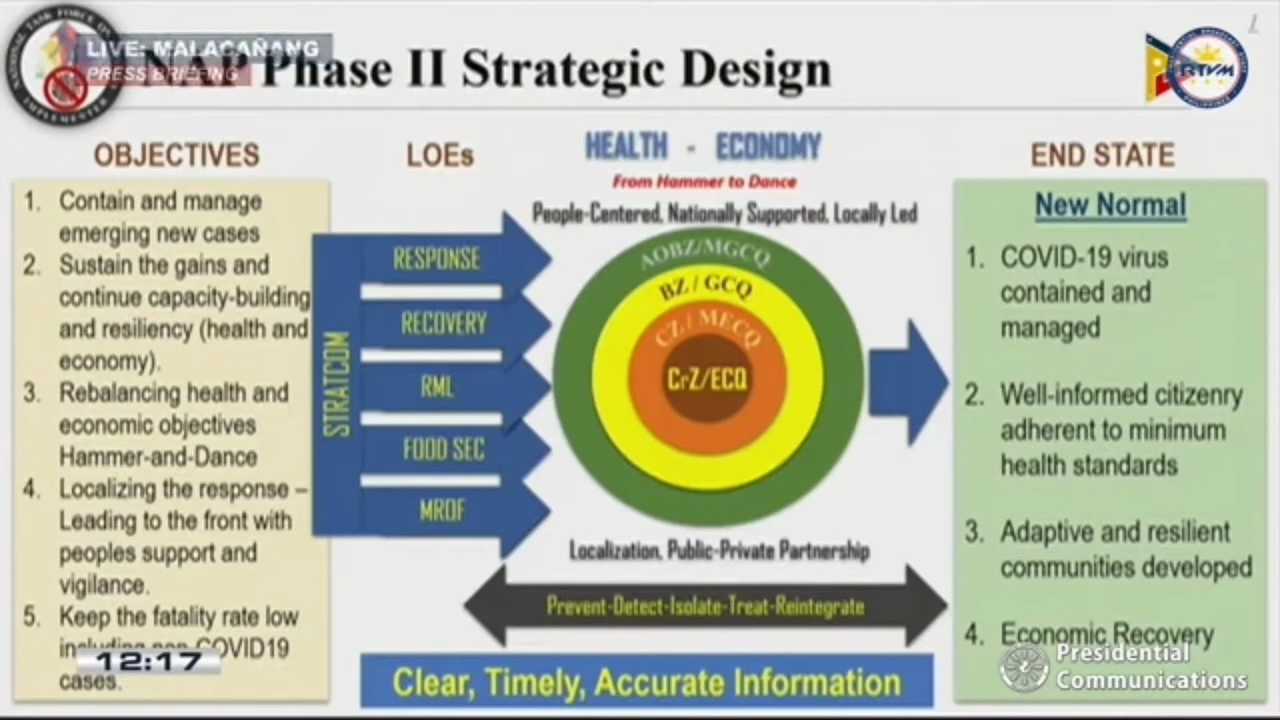 LIVE: MALACAÑANG
PRESS BRIEFING
NAP Phase II Strategic Design
RTVM
OBJECTIVES
1. Contain and manage
emerging new cases
2. Sustain the gains and
continue capacity-building
and resiliency (health and
economy).
3. Rebalancing health and
economic objectives
Hammer-and-Dance
4. Localizing the response –
Leading to the front with
peoples support and
vigilance.
5. Keep the fatality rate low
including non-COVID19
cases.
12:17
LOEs
STRATCOM
RESPONSE
RECOVERY
RML
FOOD SEC
MROF
HEALTH - ECONOMY
From Hammer to Dance
People-Centered, Nationally Supported, Locally Led
AOBZ/MGCQ
BZ / GCQ
CZ / MECQ
CrZ/ECQ
Localization, Public-Private Partnership
Prevent-Detect-Isolate-Treat-Reintegrate
Clear, Timely, Accurate Information
END STATE
New Normal
1. COVID-19 virus
contained and
managed
2. Well-informed citizenry
adherent to minimum
health standards
3. Adaptive and resilient
communities developed
4. Economic Recovery
Presidential
Communications